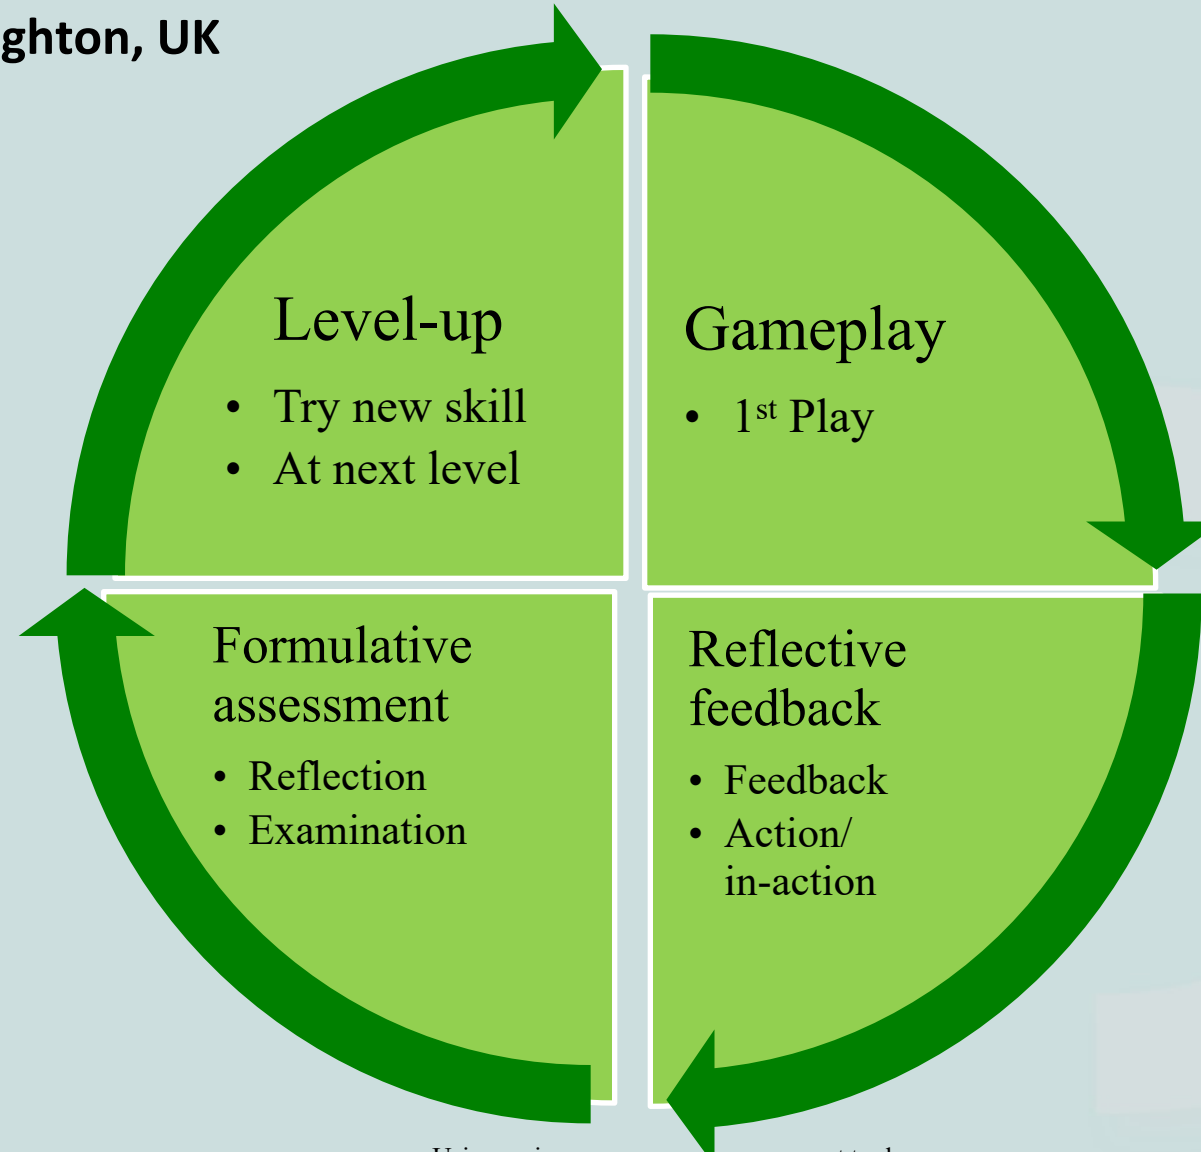 ghton, UK
Level-up
• Try new skill
• At next level
Gameplay
• 1st Play
Formulative
assessment
• Reflection
• Examination
Reflective
feedback
• Feedback
• Action/
in-action